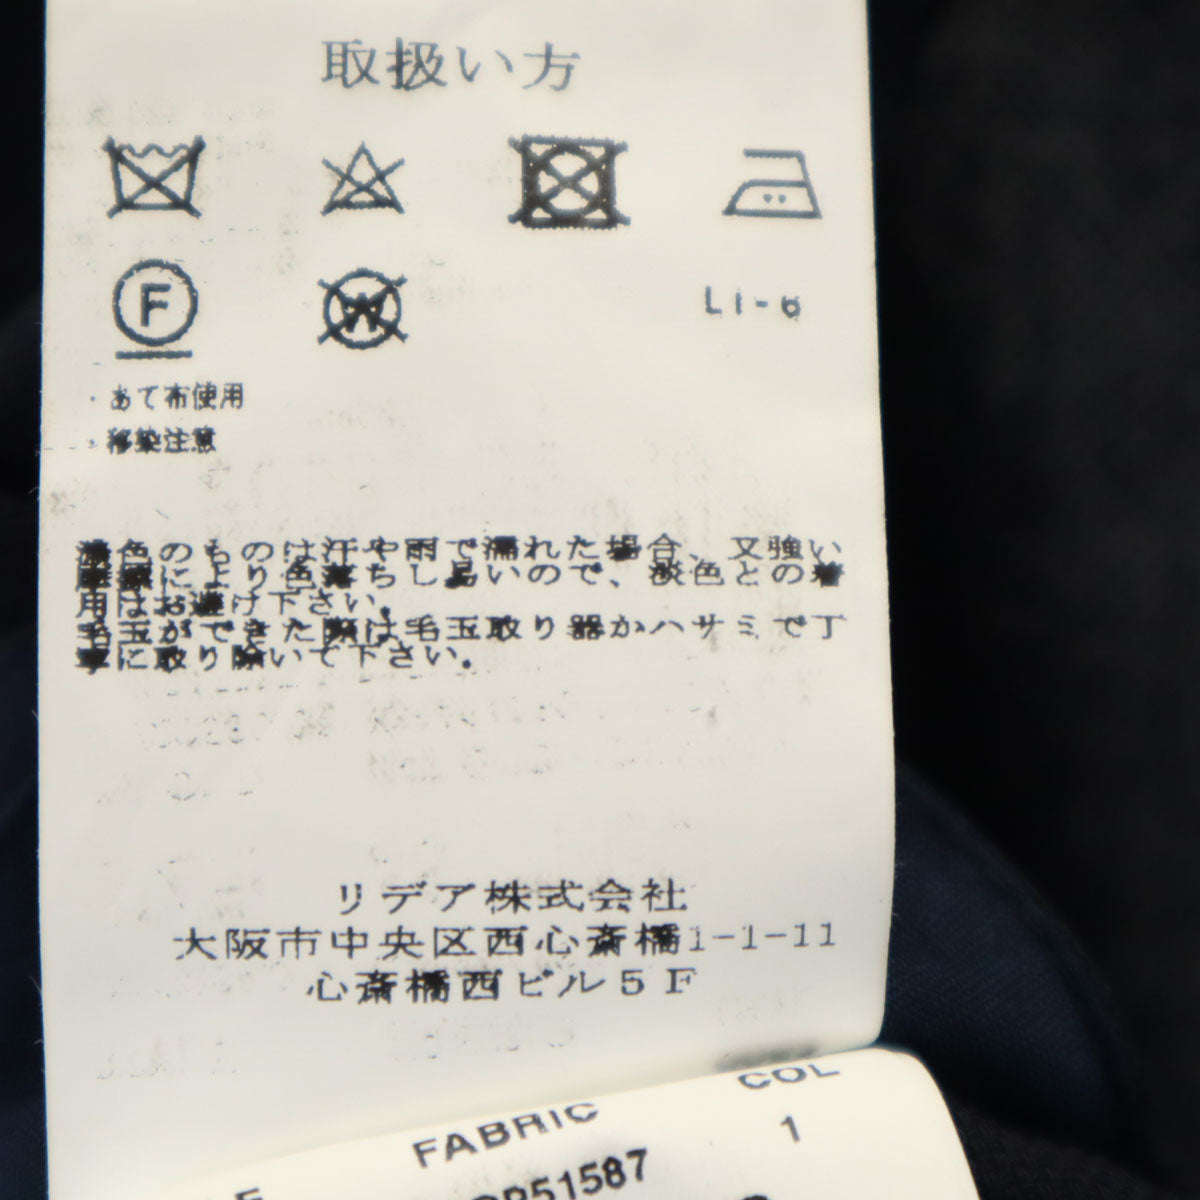 取扱い方
F
W
LI-6
・あて布使用
・移染注意
濃色のものは汗や雨で濡れた場合、又強い
摩擦により色落ちし易いので、淡色との着
用はお避け下さい。
毛玉ができた際は毛玉取り器かハサミで丁
寧に取り除いて下さい。
リデア株式会社
大阪市中央区西心斎橋1-1-11
心斎橋西ビル5F
FABRIC COL
51587 1